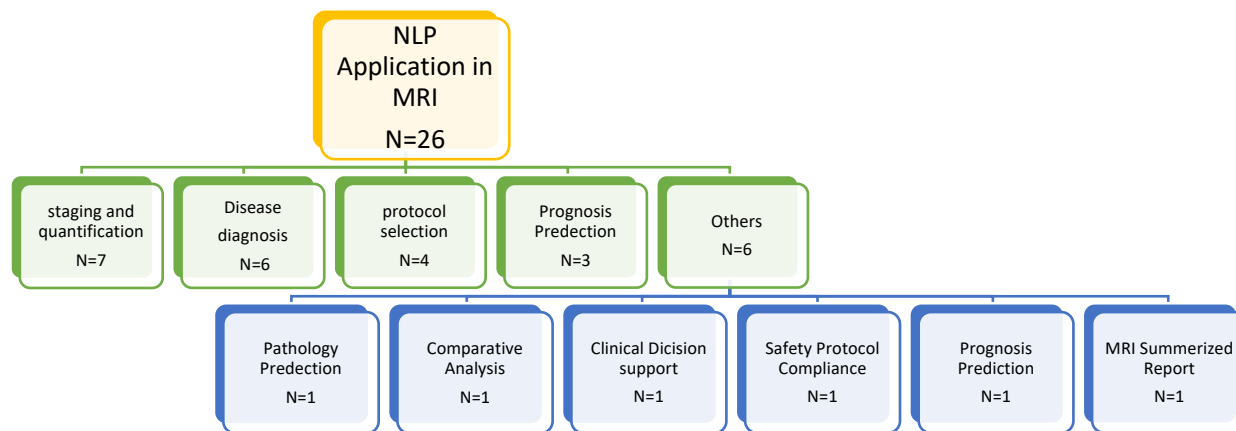 NLP
Application in
MRI
N=26
staging and
quantification
N=7
Disease
diagnosis
N=6
protocol
selection
N=4
Prognosis
Predection
N=3
Others
N=6
Pathology
Predection
N=1
Comparative
Analysis
N=1
Clinical Dicision
support
N=1
Safety Protocol
Compliance
N=1
Prognosis
Prediction
N=1
MRI Summerized
Report
N=1